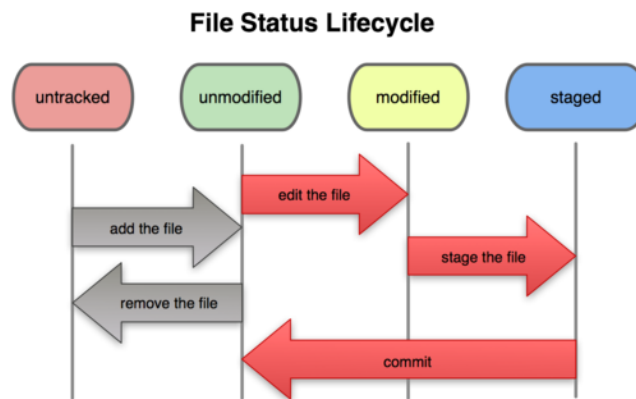 File Status Lifecycle
untracked
unmodified
modified
staged
edit the file
add the file
stage the file
remove the file
commit